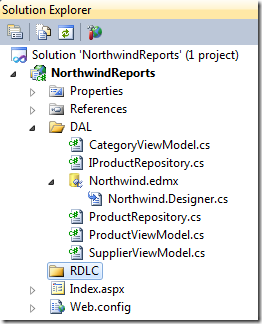 Solution Explorer
Solution 'NorthwindReports' (1 project)
NorthwindReports
Properties
References
DAL
CategoryViewModel.cs
IProductRepository.cs
Northwind.edmx
Northwind.Designer.cs
ProductRepository.cs
ProductViewModel.cs
SupplierViewModel.cs
RDLC
Index.aspx
Web.config